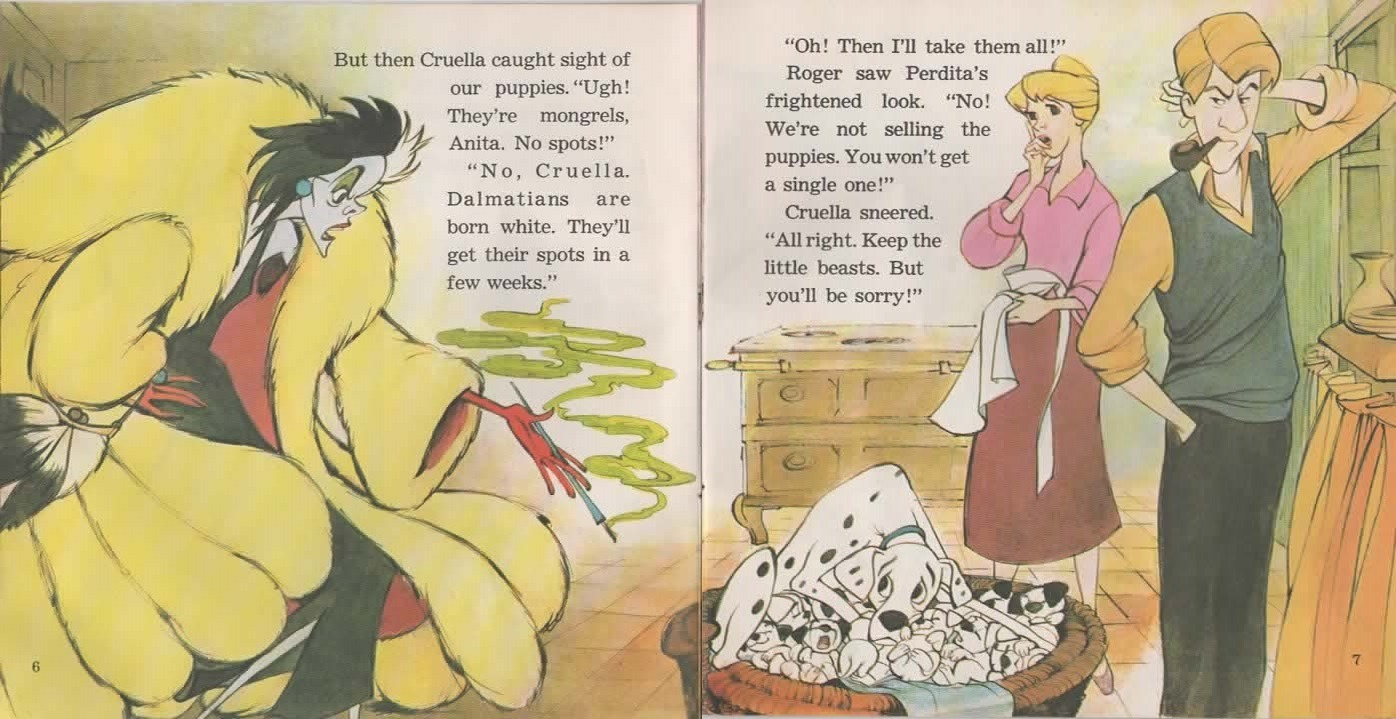 But then Cruella caught sight of
our puppies. “Ugh!
They’re mongrels,
Anita. No spots!”
“No, Cruella.
Dalmatians are
born white. They’ll
get their spots in a
few weeks.”
6
“Oh! Then I’ll take them all!”
Roger saw Perdita’s
frightened look. “No!
We’re not selling the
puppies. You won’t get
a single one!”
Cruella sneered.
“All right. Keep the
little beasts. But
you’ll be sorry!”
7